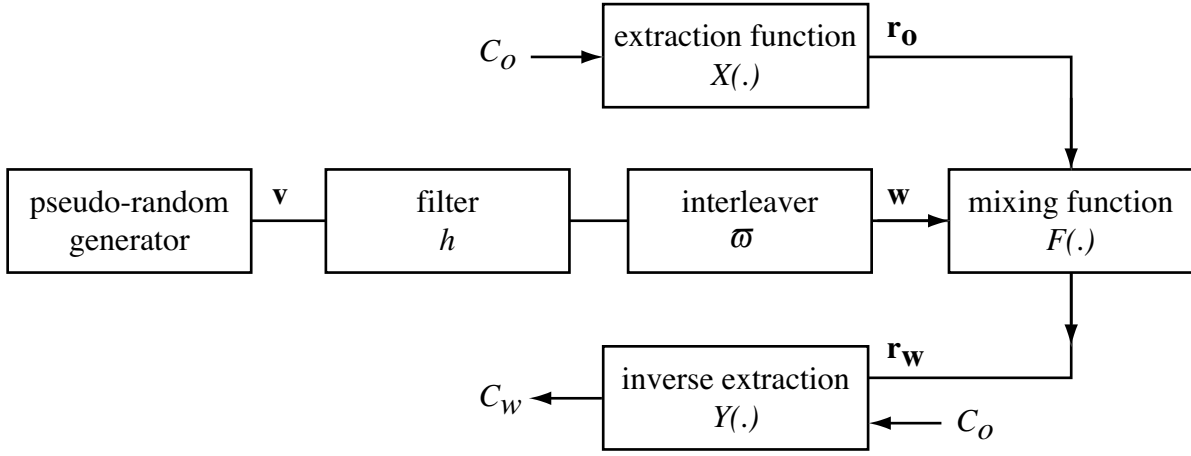 C_o
extraction function
X(.)
r_o
pseudo-random
generator
v
filter
h
interleaver
ϖ
w
mixing function
F(.)
r_w
inverse extraction
Y(.)
C_w
C_o